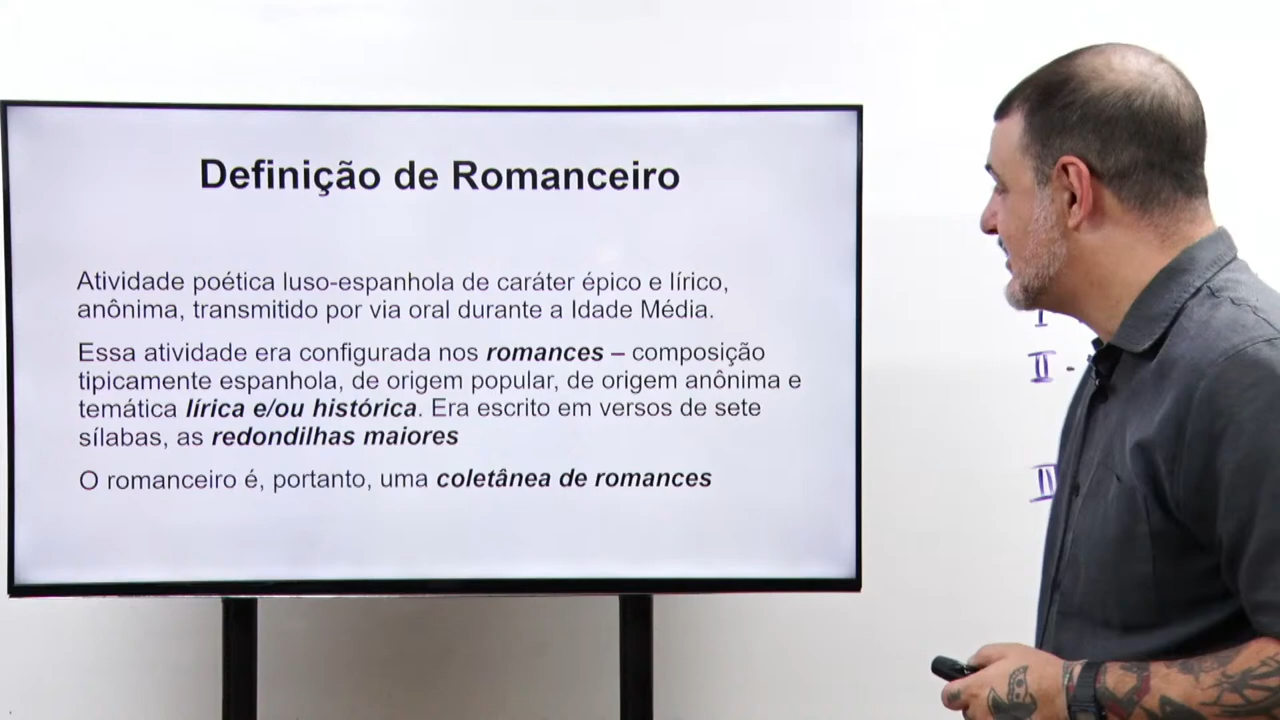 Definição de Romanceiro
Atividade poética luso-espanhola de caráter épico e lírico,
anônima, transmitido por via oral durante a Idade Média.
Essa atividade era configurada nos romances – composição
tipicamente espanhola, de origem popular, de origem anônima e
temática lírica e/ou histórica. Era escrito em versos de sete
sílabas, as redondilhas maiores
O romanceiro é, portanto, uma coletânea de romances
I
II -